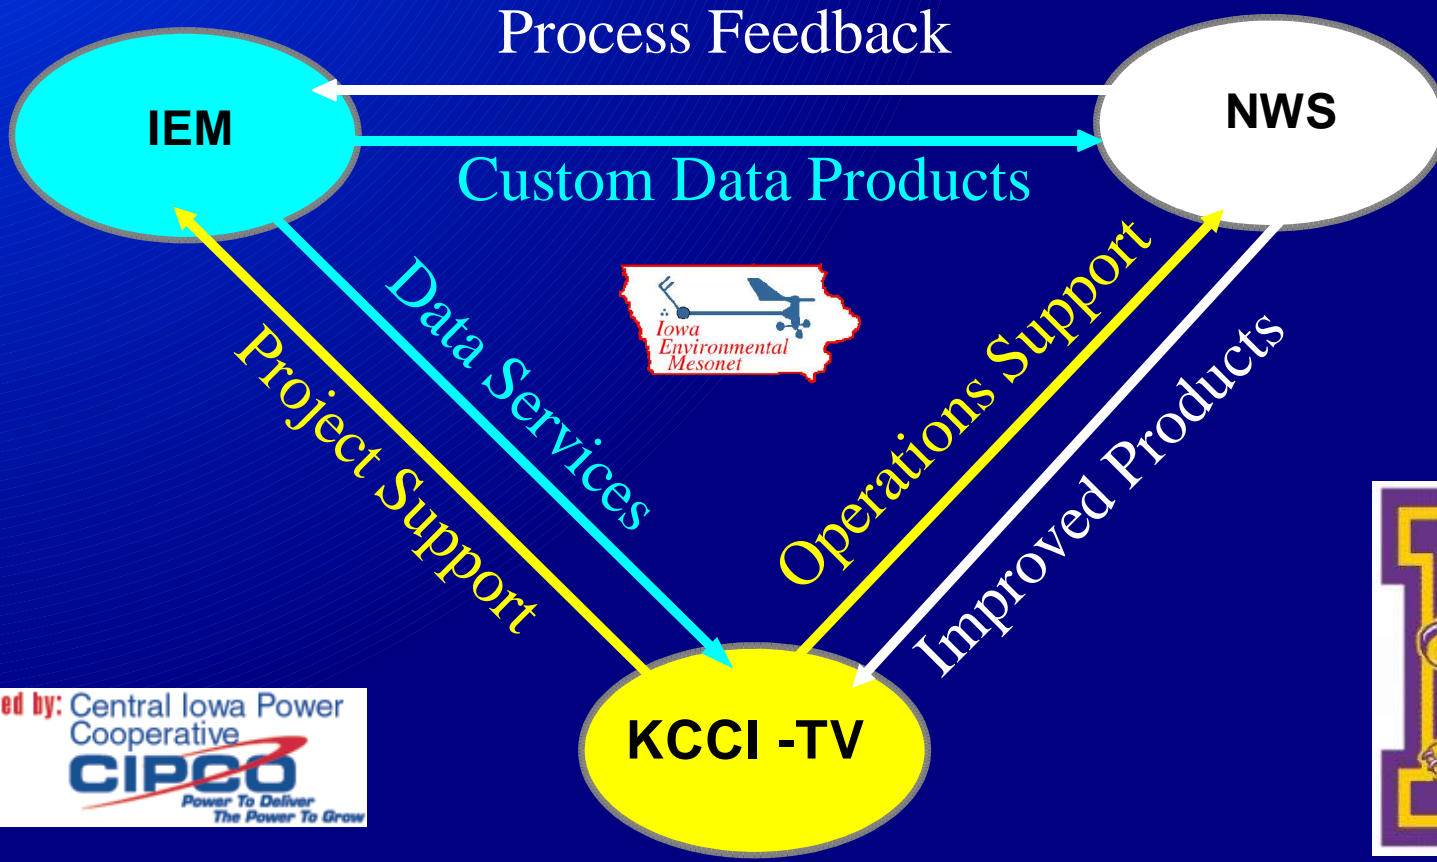 Process Feedback
IEM
NWS
Custom Data Products
Data Services
Project Support
Operations Support
Improved Products
Iowa
Environmental
Mesonet
KCCI -TV
by: Central Iowa Power
Cooperative
CIPCO
Power To Deliver
The Power To Grow